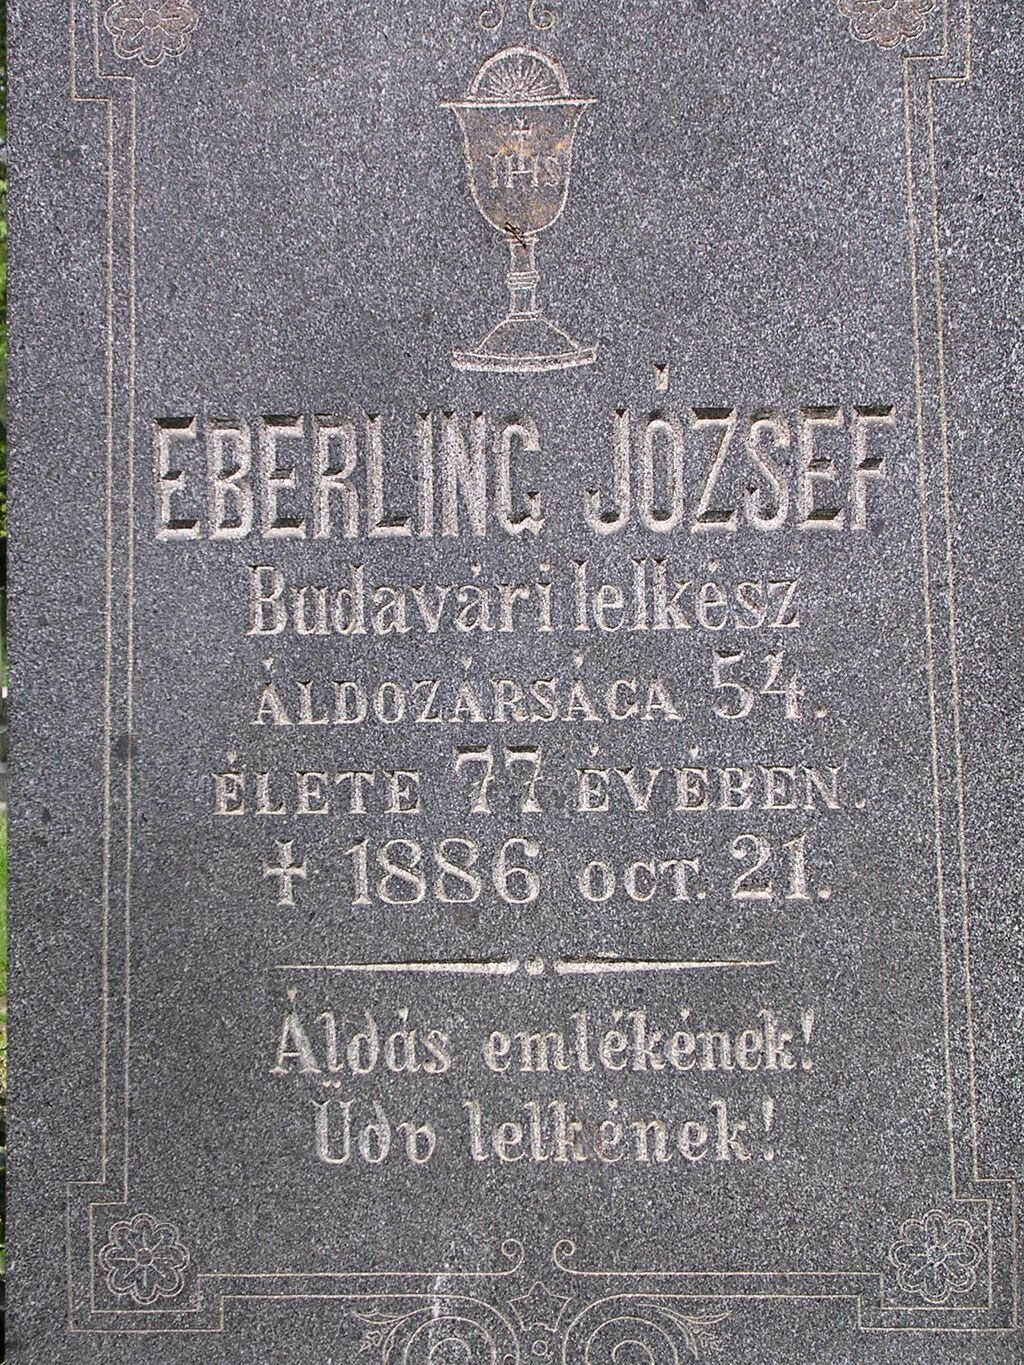 IHS
EBERLING JÓZSEF
Budavári lelkész
ÁLDOZÁRSÁGA 54.
ÉLETE 77 ÉVÉBEN.
✝ 1886 OCT. 21.
Áldás emlékének!
Üdv lelkének!